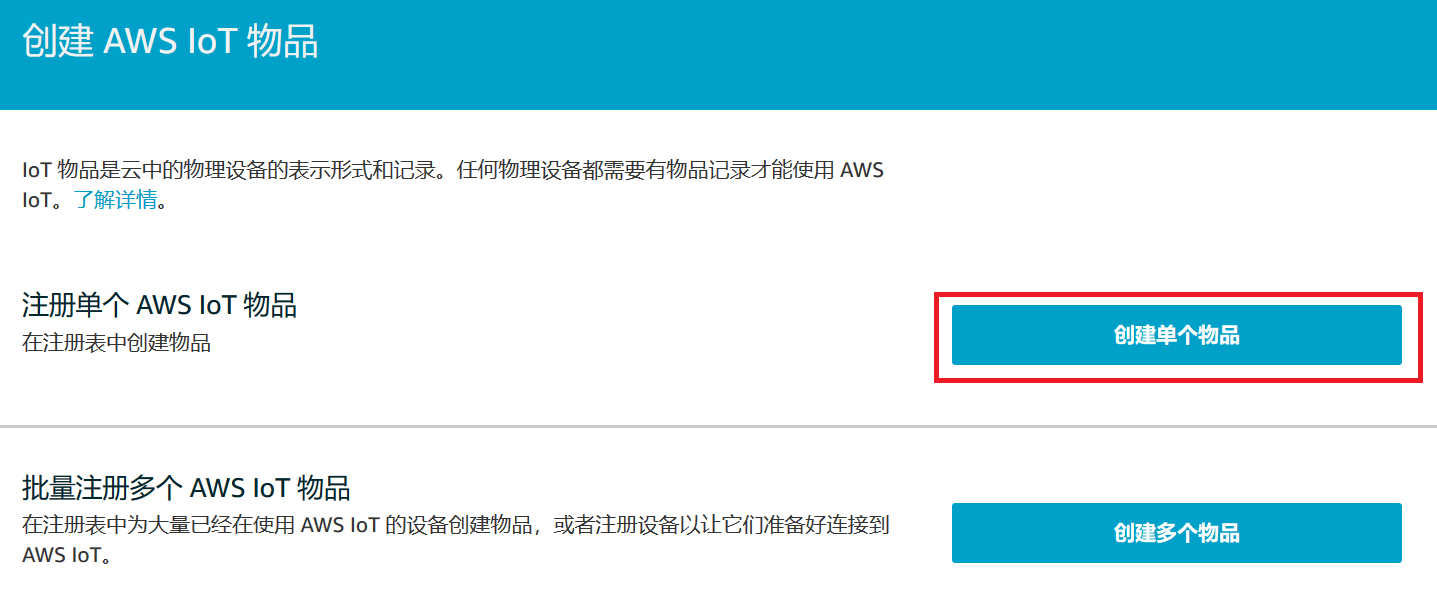 创建 AWS IoT 物品
IoT 物品是云中的物理设备的表示形式和记录。任何物理设备都需要有物品记录才能使用 AWS
IoT。了解详情。
注册单个 AWS IoT 物品
在注册表中创建物品
创建单个物品
批量注册多个 AWS IoT 物品
在注册表中为大量已经在使用 AWS IoT 的设备创建物品，或者注册设备以让它们准备好连接到
AWS IoT。
创建多个物品